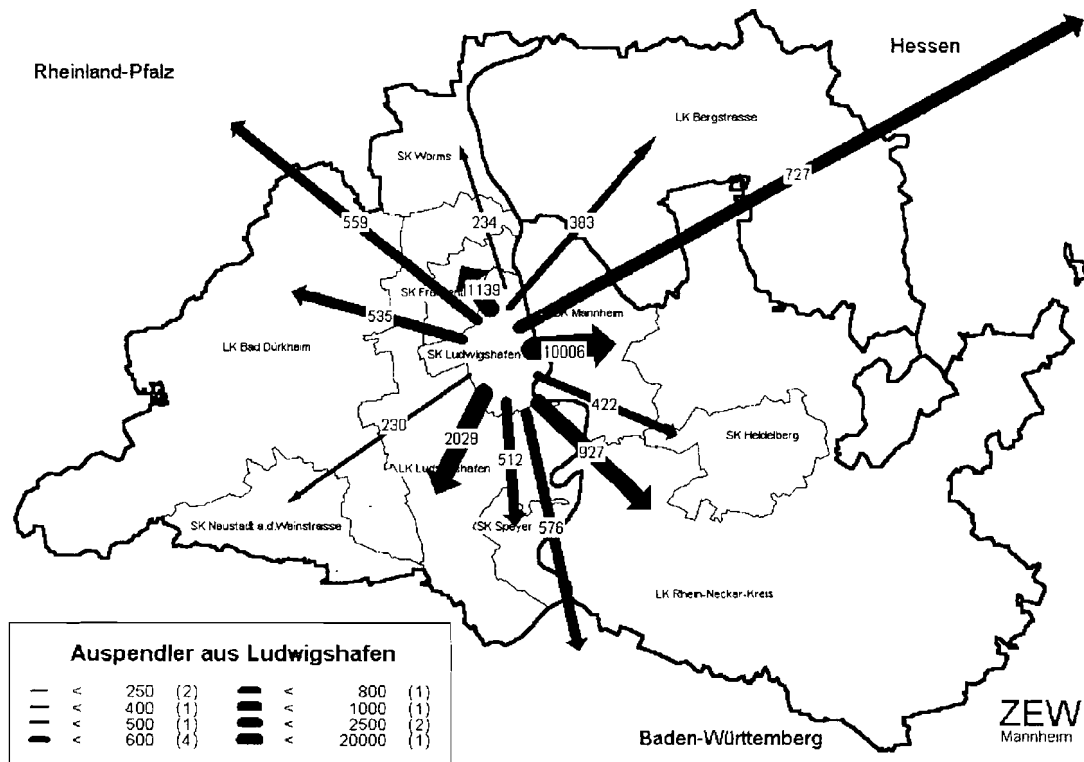 Hessen
Rheinland-Pfalz
LK Bergstrasse
SK Worms
727
559
234
383
1139
535
SK Mannheim
LK Bad Dürkheim
SK Ludwigshafen
10006
230
422
2029
SK Heidelberg
512
927
LK Ludwigshafen
SK Neustadt a.d.Weinstrasse
SK Speyer
576
LK Rhein-Neckar-Kreis
Auspendler aus Ludwigshafen
< 250 (2) < 800 (1)
< 400 (1) < 1000 (1)
< 500 (1) < 2500 (2)
< 600 (4) < 20000 (1)
ZEW
Mannheim
Baden-Württemberg